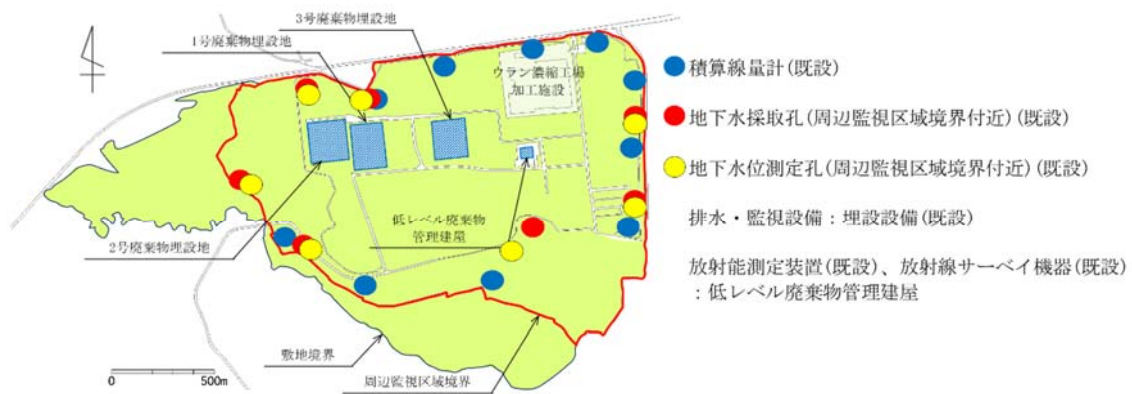 3号廃棄物埋設地
1号廃棄物埋設地
ウラン濃縮工場
加工施設
低レベル廃棄物
管理建屋
2号廃棄物埋設地
敷地境界
周辺監視区域境界
0
500m
積算線量計(既設)
地下水採取孔(周辺監視区域境界付近)(既設)
地下水位測定孔(周辺監視区域境界付近)(既設)
排水・監視設備：埋設設備(既設)
放射能測定装置(既設)、放射線サーベイ機器(既設)
：低レベル廃棄物管理建屋